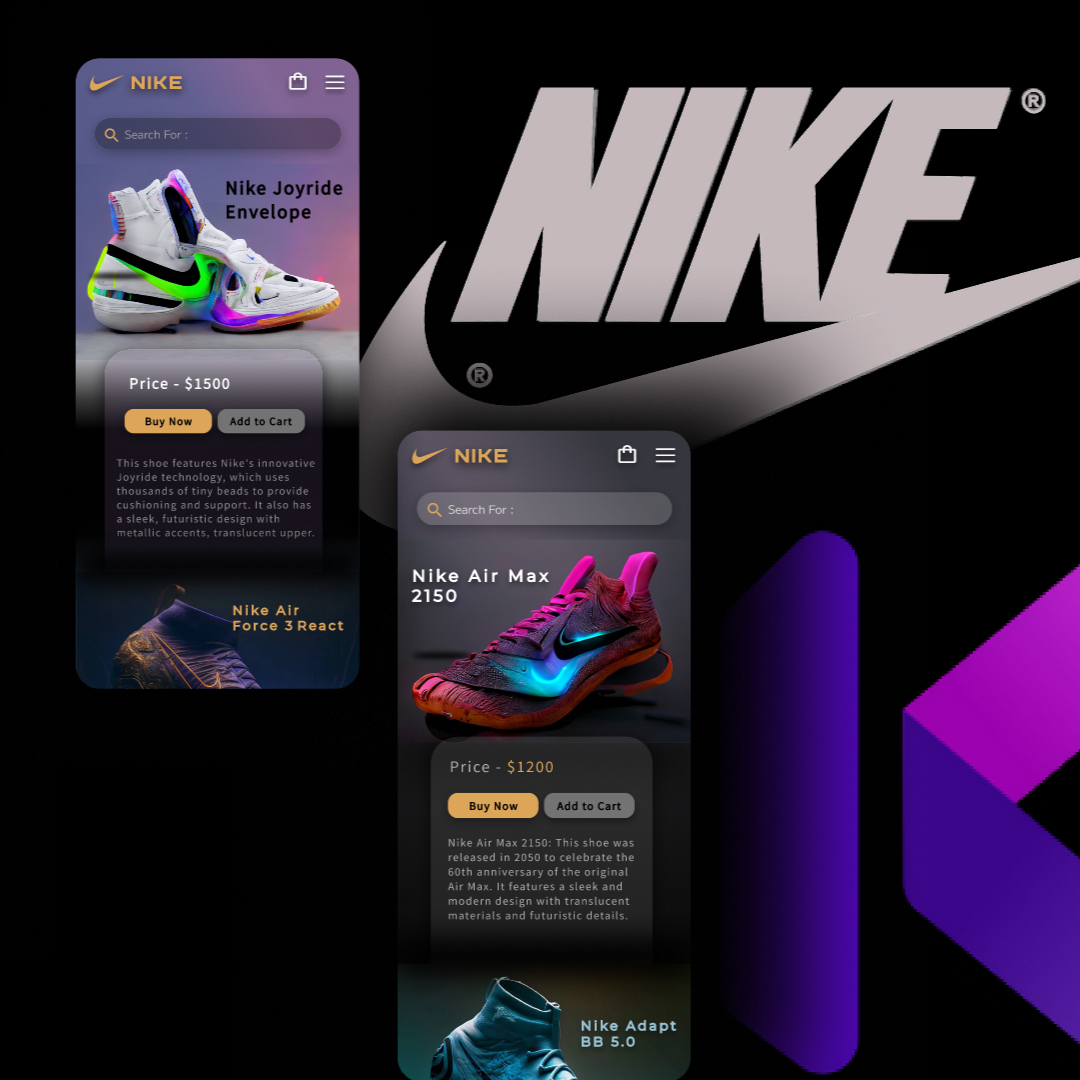 NIKE
Search For :
Nike Joyride
Envelope
Price - $1500
Buy Now
Add to Cart
This shoe features Nike's innovative
Joyride technology, which uses
thousands of tiny beads to provide
cushioning and support. It also has
a sleek, futuristic design with
metallic accents, translucent upper.
Nike Air
Force 3 React
NIKE
®
®
NIKE
Search For :
Nike Air Max
2150
Price - $1200
Buy Now
Add to Cart
Nike Air Max 2150: This shoe was
released in 2050 to celebrate the
60th anniversary of the original
Air Max. It features a sleek and
modern design with translucent
materials and futuristic details.
Nike Adapt
BB 5.0